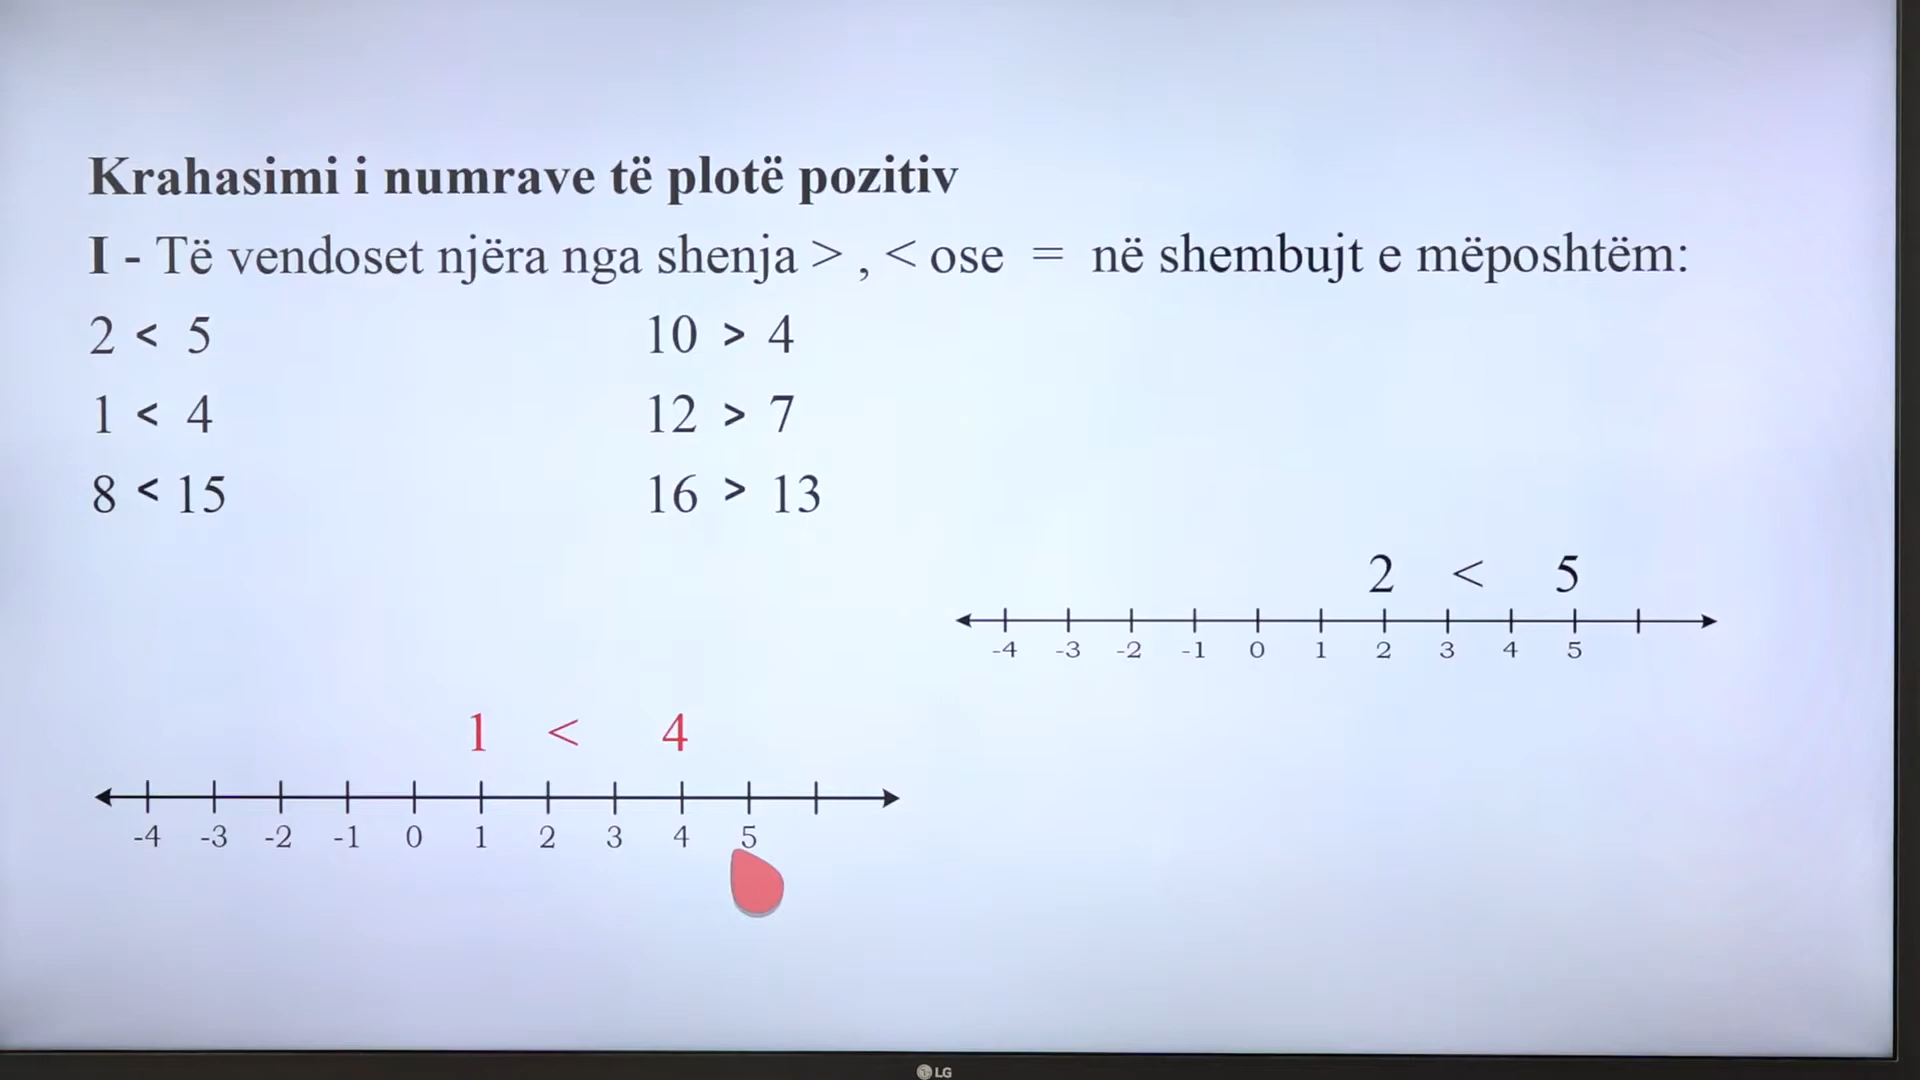 Krahasimi i numrave të plotë pozitiv
I - Të vendoset njëra nga shenja > , < ose = në shembujt e mëposhtëm:
2 < 5 10 > 4
1 < 4 12 > 7
8 < 15 16 > 13
2 < 5
-4 -3 -2 -1 0 1 2 3 4 5
1 < 4
-4 -3 -2 -1 0 1 2 3 4 5
LG